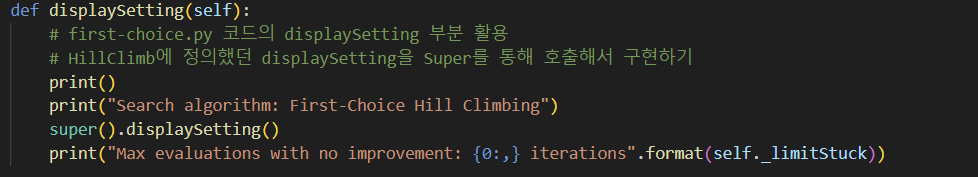 def displaySetting(self):
    # first-choice.py 코드의 displaySetting 부분 활용
    # HillClimb에 정의했던 displaySetting을 Super를 통해 호출해서 구현하기
    print()
    print("Search algorithm: First-Choice Hill Climbing")
    super().displaySetting()
    print("Max evaluations with no improvement: {0:,} iterations".format(self._limitStuck))